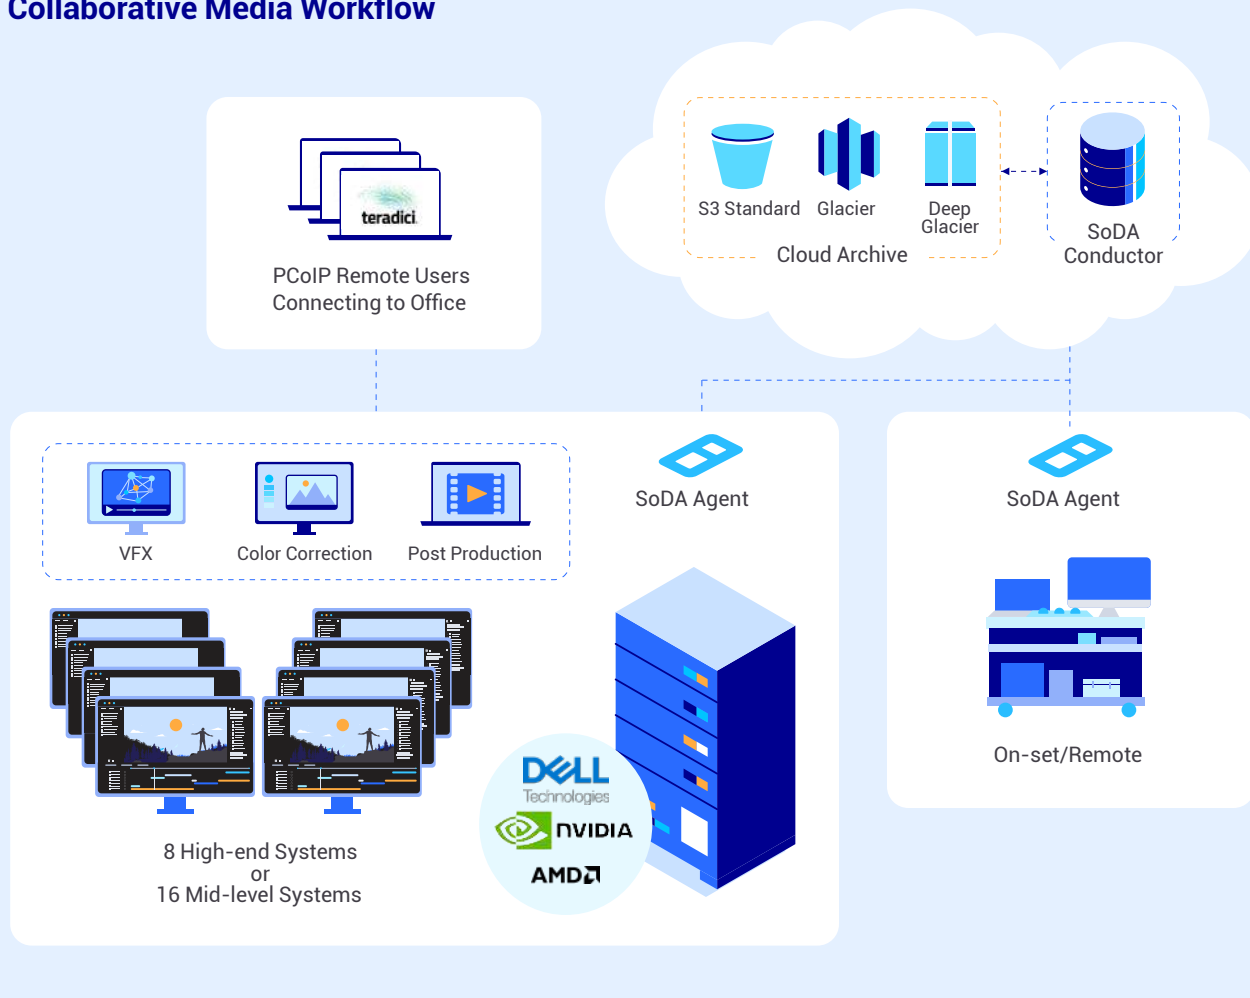 Collaborative Media Workflow
teradici
PCoIP Remote Users
Connecting to Office
S3 Standard
Glacier
Deep
Glacier
Cloud Archive
SoDA
Conductor
VFX
Color Correction
Post Production
SoDA Agent
SoDA Agent
DELL
Technologies
NVIDIA
AMD
8 High-end Systems
or
16 Mid-level Systems
On-set/Remote